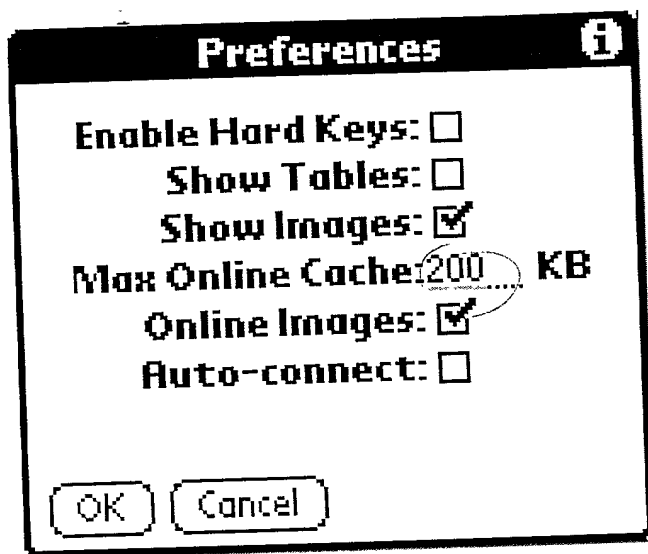 Preferences
Enable Hard Keys:
Show Tables:
Show Images:
Max Online Cache: 200 KB
Online Images:
Auto-connect:
OK Cancel